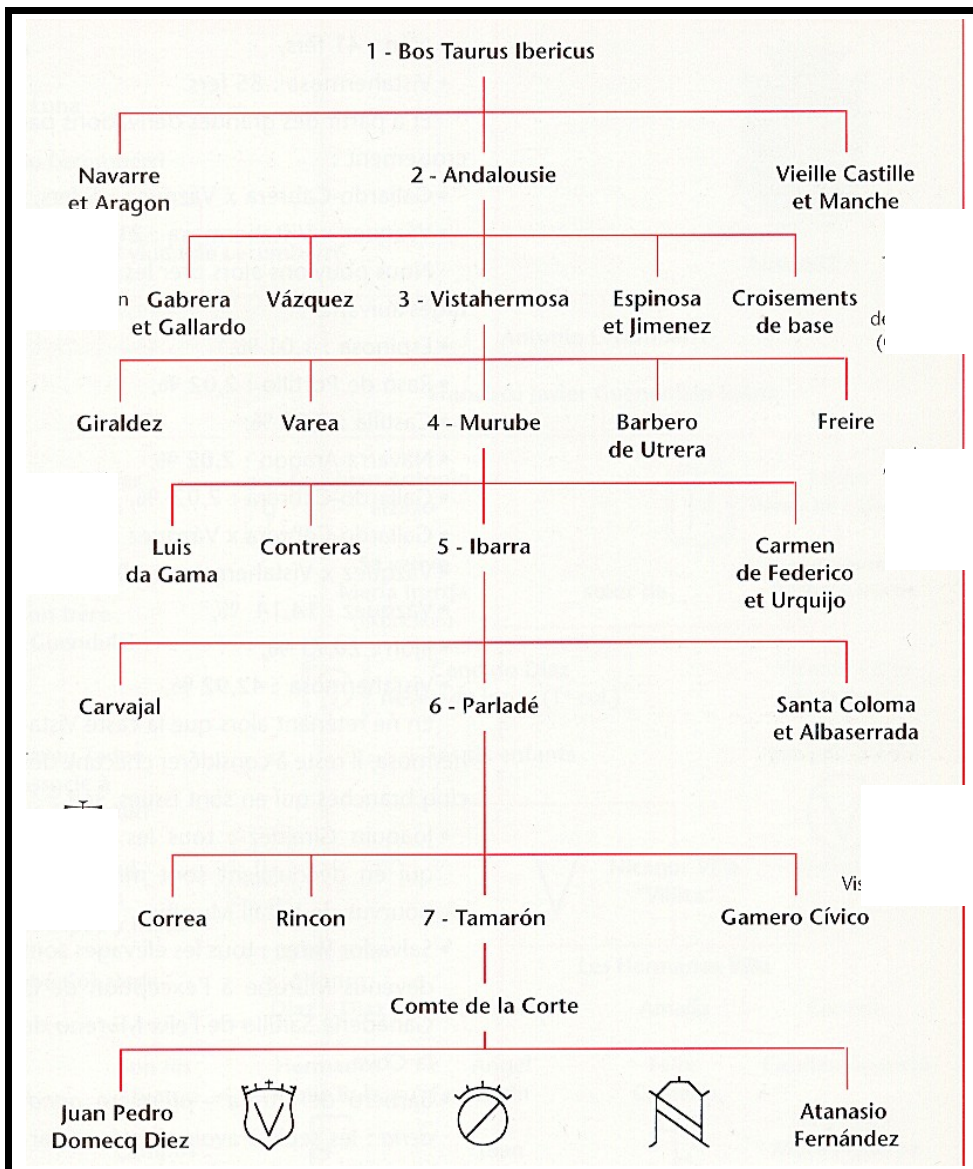 1 - Bos Taurus Ibericus
Navarre
et Aragon
2 - Andalousie
Vieille Castille
et Manche
Gabrera
et Gallardo
Vázquez
3 - Vistahermosa
Espinosa
et Jimenez
Croisements
de base
de
Giraldez
Varea
4 - Murube
Barbero
de Utrera
Freire
Luis
da Gama
Contreras
5 - Ibarra
Carmen
de Federico
et Urquijo
Carvajal
6 - Parladé
Santa Coloma
et Albaserrada
Correa
Rincon
7 - Tamarón
Gamero Cívico
Comte de la Corte
Juan Pedro
Domecq Diez
Atanasio
Fernández